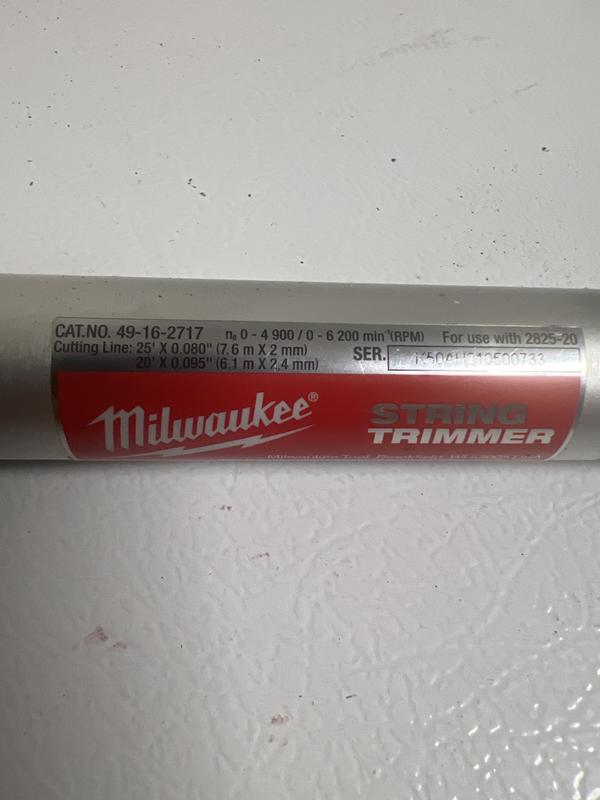 CAT.NO. 49-16-2717 n₀ 0 - 4 900 / 0 - 6 200 min⁻¹(RPM) For use with 2825-20
Cutting Line: 25' X 0.080" (7.6 m X 2 mm) SER.
20' X 0.095" (6.1 m X 2.4 mm)
Milwaukee® STRING
TRIMMER
Milwaukee Tool